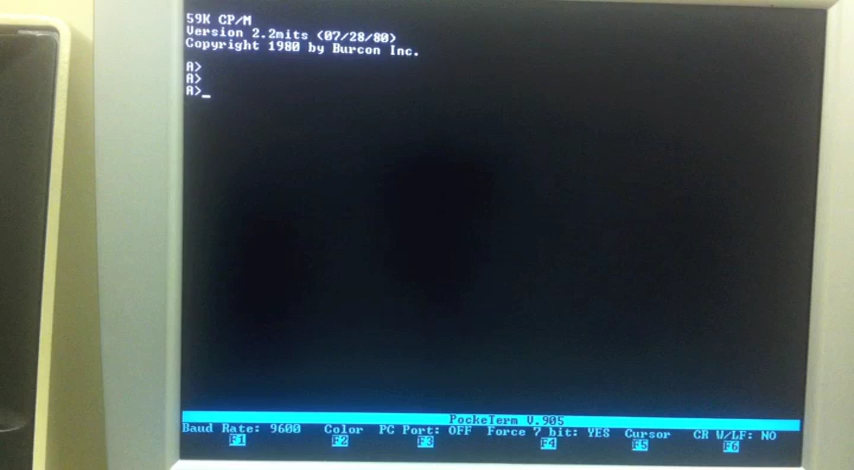 59K CP/M
Version 2.2mits (07/28/80)
Copyright 1980 by Burcon Inc.
A>
A>
A>_
PockeTerm V.905
Baud Rate: 9600 Color PC Port: OFF Force 7 bit: YES Cursor CR W/LF: NO
F1 F2 F3 F4 F5 F6